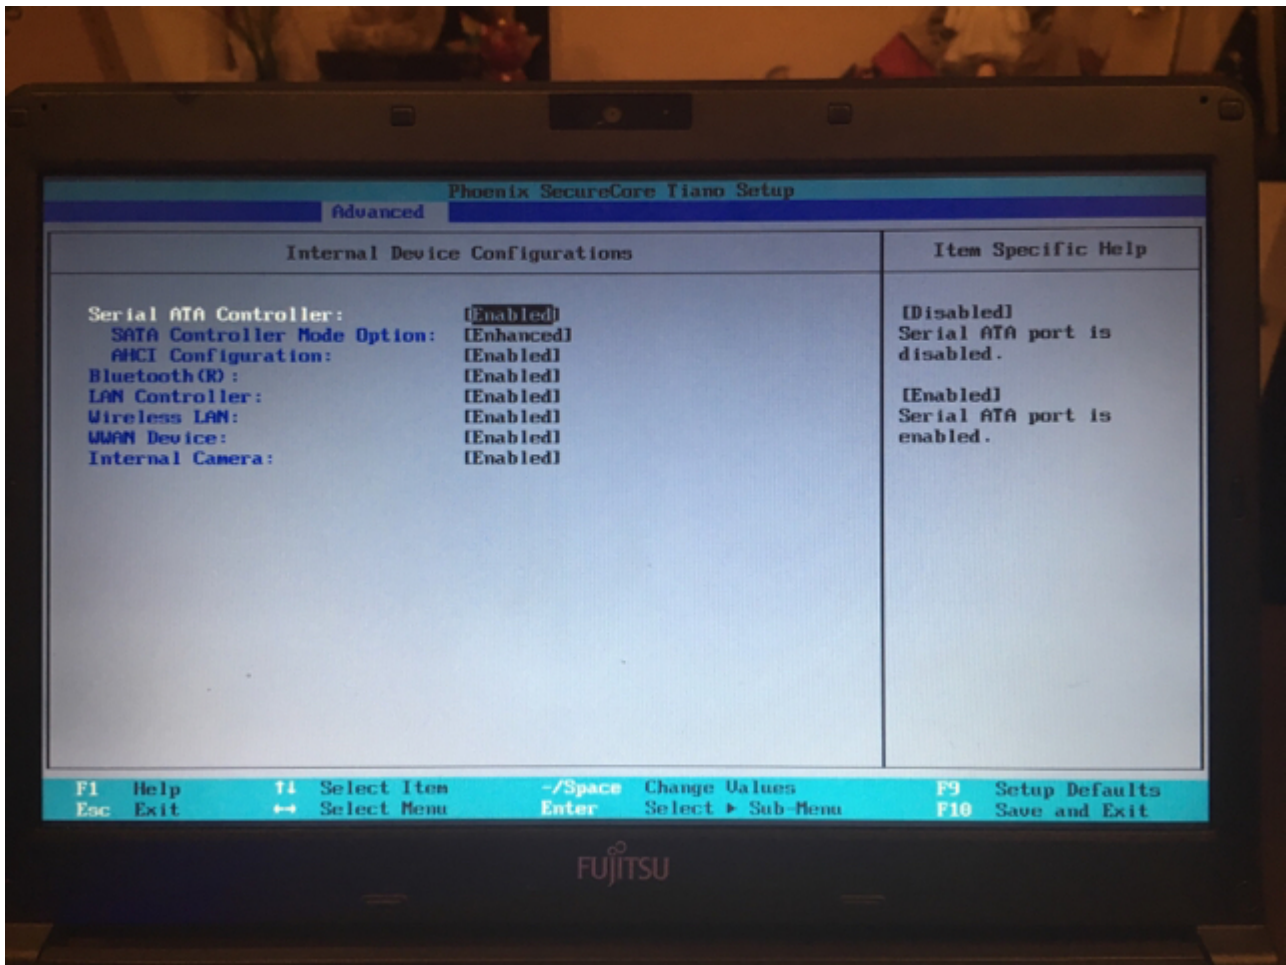 Phoenix SecureCore Tiano Setup
Advanced
Internal Device Configurations
Item Specific Help
Serial ATA Controller: [Enabled]
SATA Controller Mode Option: [Enhanced]
AHCI Configuration: [Enabled]
Bluetooth(R): [Enabled]
LAN Controller: [Enabled]
Wireless LAN: [Enabled]
WWAN Device: [Enabled]
Internal Camera: [Enabled]
[Disabled]
Serial ATA port is
disabled.
[Enabled]
Serial ATA port is
enabled.
F1 Help ↑↓ Select Item -/Space Change Values F9 Setup Defaults
Esc Exit ↔ Select Menu Enter Select ▶ Sub-Menu F10 Save and Exit
FUJITSU